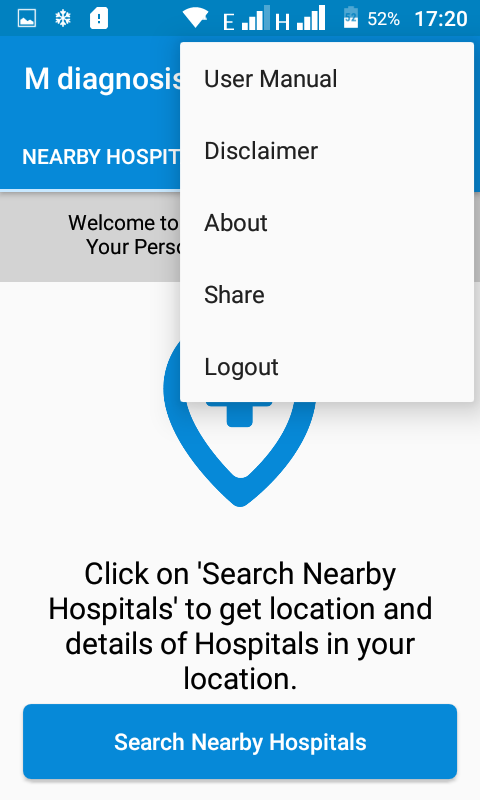 E H 52% 17:20
M diagnosis
User Manual
NEARBY HOSPIT
Disclaimer
Welcome to
Your Perso
About
Share
Logout
Click on 'Search Nearby
Hospitals' to get location and
details of Hospitals in your
location.
Search Nearby Hospitals